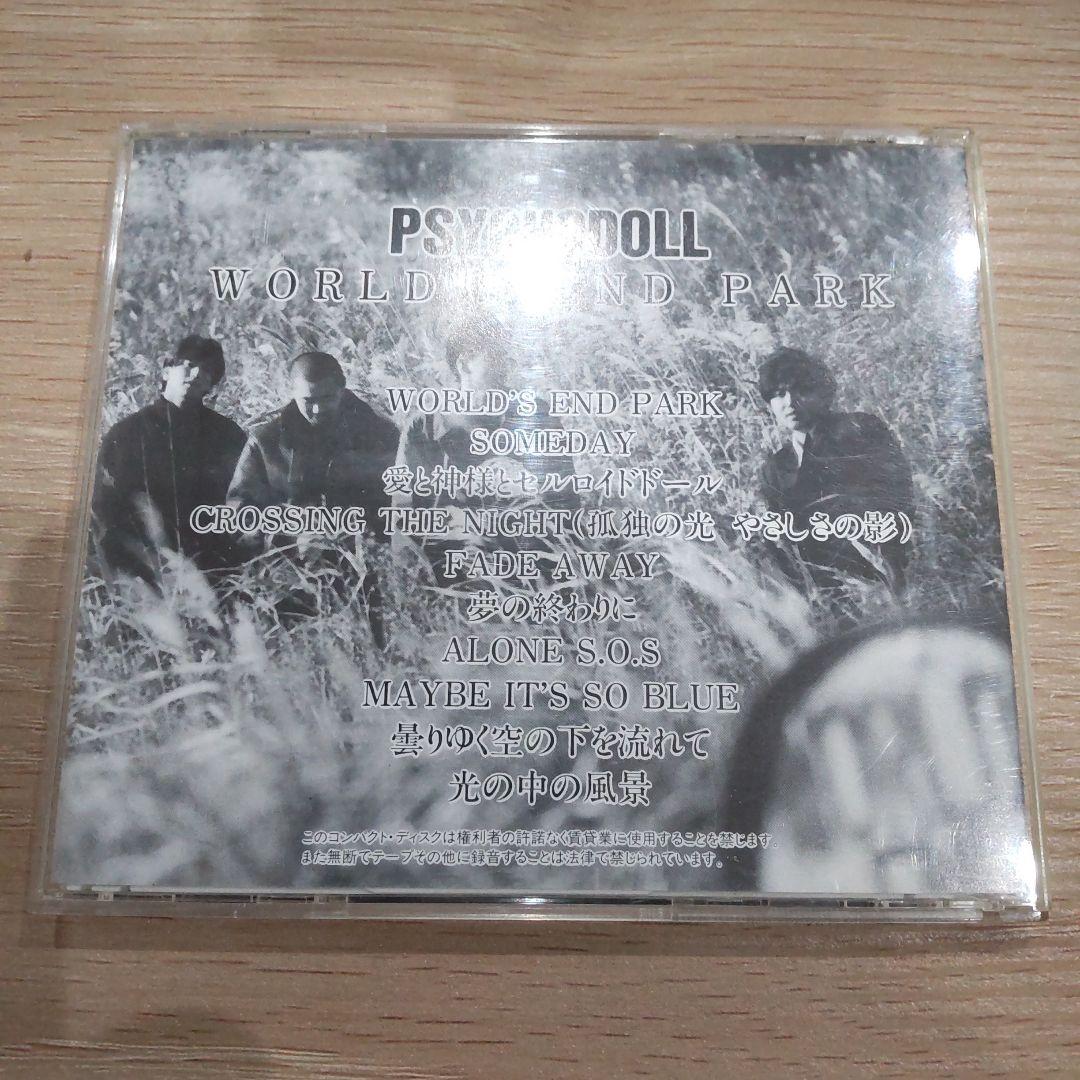 WORLD PARK
WORLD'S END PARK
SOMEDAY
愛と神様とセルロイドドール
CROSSING THE NIGHT(孤独の光 やさしさの影)
FADE AWAY
夢の終わりに
ALONE S.O.S
MAYBE IT'S SO BLUE
曇りゆく空の下を流れて
光の中の風景
このコンパクト・ディスクは権利者の許諾なく賃貸業に使用することを禁じます。
また無断でテープその他に録音することは法律で禁じられています。